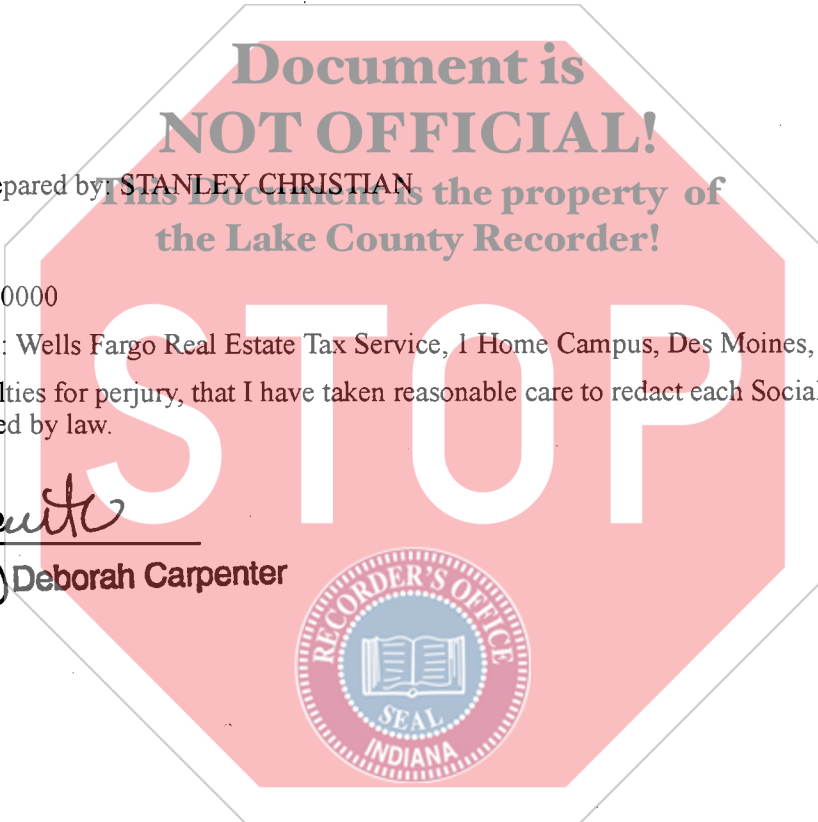 Document is
NOT OFFICIAL!
epared by: STANLEY CHRISTIAN
This Document is the property of
the Lake County Recorder!
0000
: Wells Fargo Real Estate Tax Service, 1 Home Campus, Des Moines,
lties for perjury, that I have taken reasonable care to redact each Social
ed by law.
STOP
Deborah Carpenter
RECORDER'S OFFICE
SEAL
INDIANA